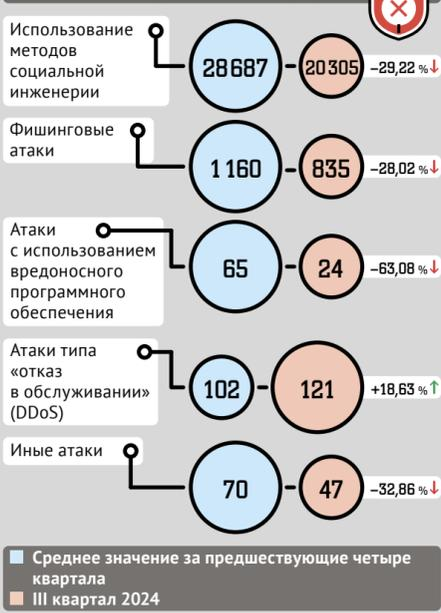 Использование
методов
социальной
инженерии
28 687
20 305
–29,22 %↓
Фишинговые
атаки
1 160
835
–28,02 %↓
Атаки
с использованием
вредоносного
программного
обеспечения
65
24
–63,08 %↓
Атаки типа
«отказ
в обслуживании»
(DDoS)
102
121
+18,63 %↑
Иные атаки
70
47
–32,86 %↓
Среднее значение за предшествующие четыре
квартала
III квартал 2024